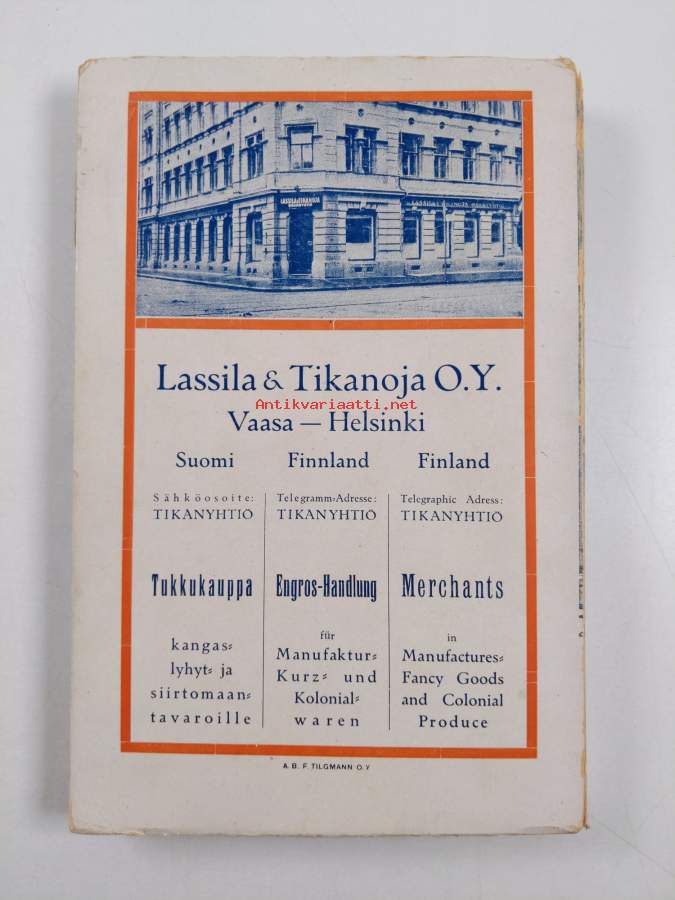 LASSILA & TIKANOJA
Lassila & Tikanoja O.Y.
Antikvariaatti.net
Vaasa — Helsinki
Suomi Finnland Finland
Sähköosoite:
TIKANYHTIÖ
Telegramm-Adresse:
TIKANYHTIÖ
Telegraphic Adress:
TIKANYHTIÖ
Tukkukauppa
kangas-
lyhyt- ja
siirtomaan-
tavaroille
Engros-Handlung
für
Manufaktur-
Kurz- und
Kolonial-
waren
Merchants
in
Manufactures-
Fancy Goods
and Colonial
Produce
A. B. F. TILGMANN O.Y